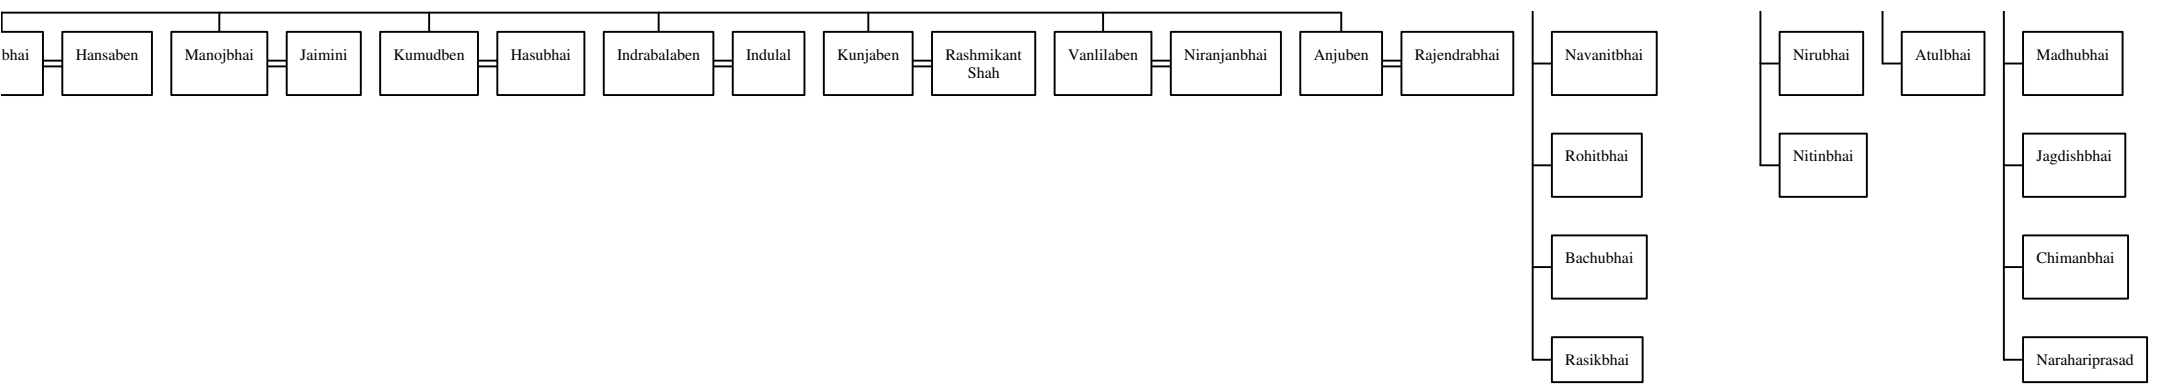 bhai Hansaben Manojbhai Jaimini Kumudben Hasubhai Indrabalaben Indulal Kunjaben Rashmikant Vanlilaben Niranjanbhai Anjuben Rajendrabhai Navanitbhai Nirubhai Atulbhai Madhubhai
Shah
Rohitbhai Nitinbhai Jagdishbhai
Bachubhai Chimanbhai
Rasikbhai Narahariprasad